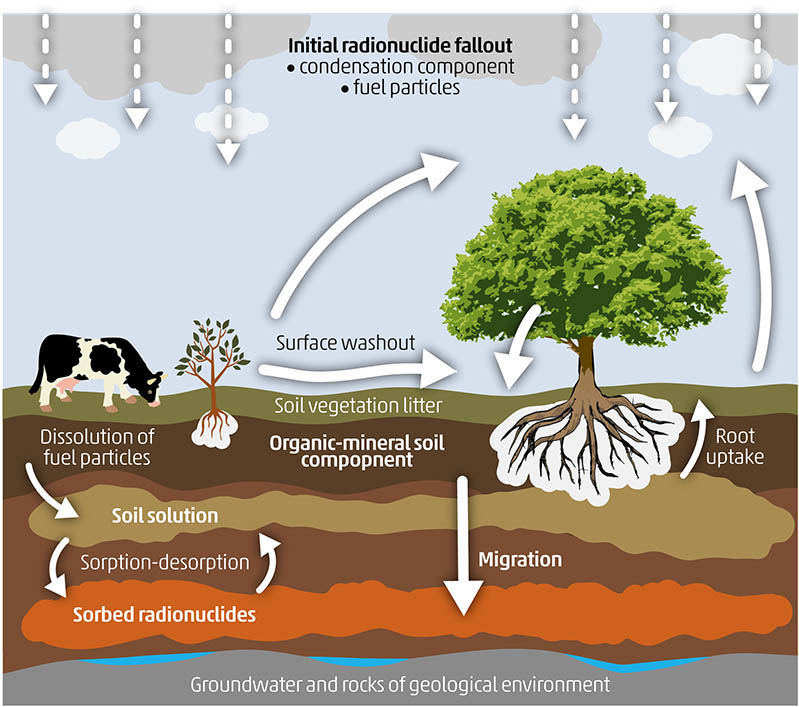 Initial radionuclide fallout
• condensation component
• fuel particles
Surface washout
Soil vegetation litter
Dissolution of
fuel particles
Organic-mineral soil
compopnent
Root
uptake
Soil solution
Sorption-desorption
Migration
Sorbed radionuclides
Groundwater and rocks of geological environment